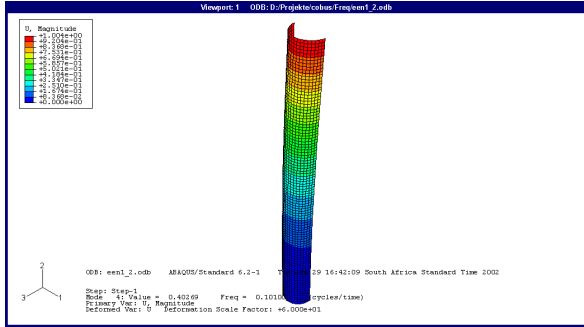 Viewport: 1 ODB: D:/Projekte/cobus/Freq/een1_2.odb
U, Magnitude
+1.004e+00
+9.204e-01
+8.368e-01
+7.531e-01
+6.694e-01
+5.857e-01
+5.021e-01
+4.184e-01
+3.347e-01
+2.510e-01
+1.674e-01
+8.368e-02
+0.000e+00
2
3 1
ODB: een1_2.odb ABAQUS/Standard 6.2-1 29 16:42:09 South Africa Standard Time 2002
Step: Step-1
Mode 4: Value = 0.40269 Freq = 0.1010 cycles/time)
Primary Var: U, Magnitude
Deformed Var: U Deformation Scale Factor: +6.000e+01